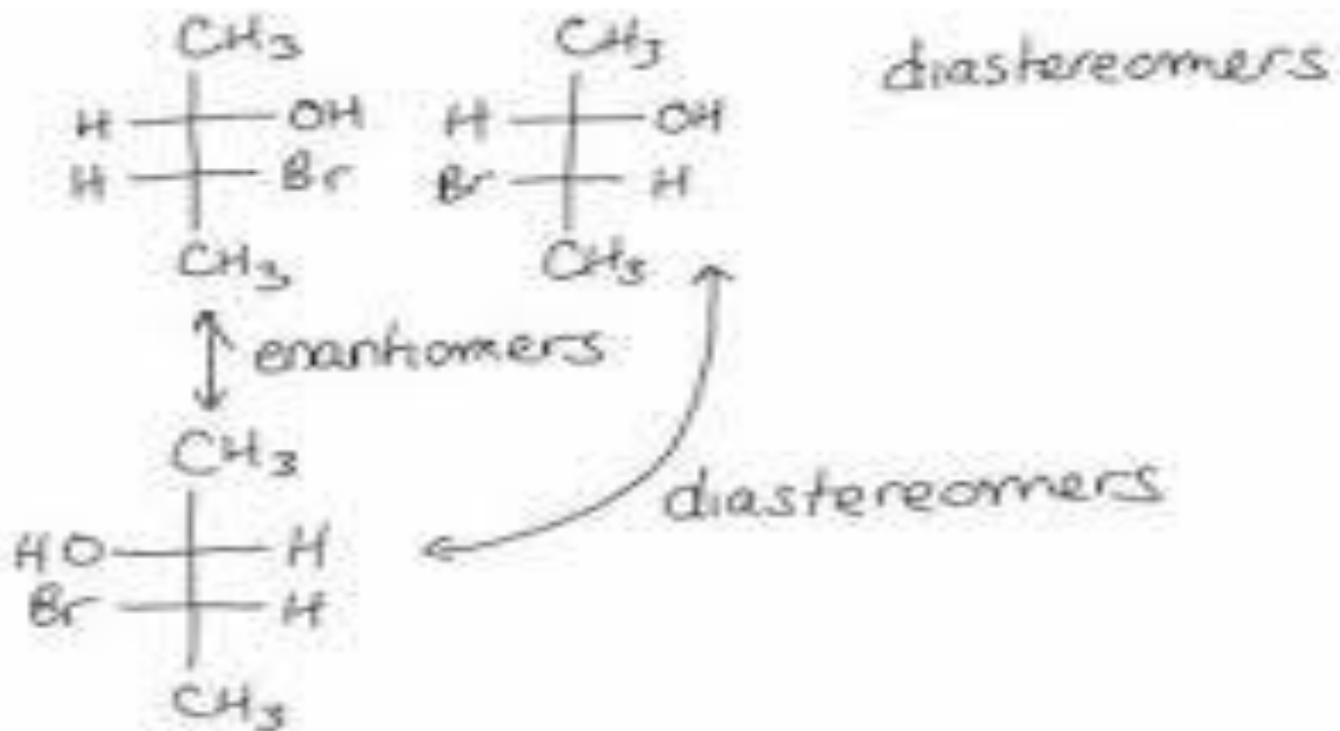 CH3 CH3 diastereomers
H OH H OH
H Br Br H
CH3 CH3
enantiomers
CH3
diastereomers
HO H
Br H
CH3